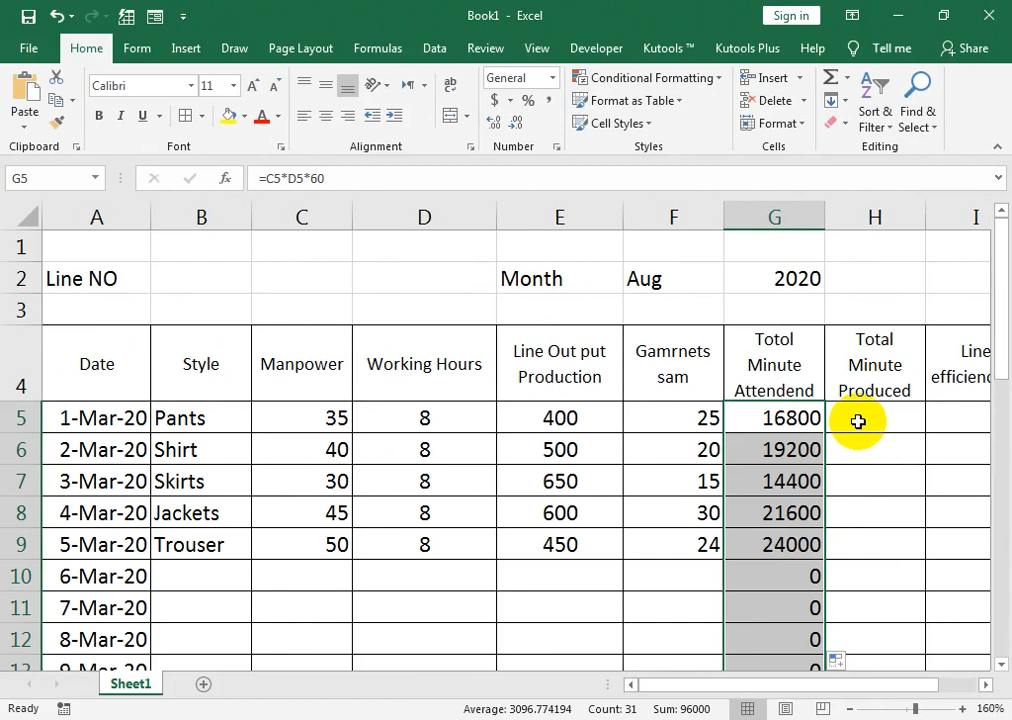 Book1 - Excel
Sign in
File Home Form Insert Draw Page Layout Formulas Data Review View Developer Kutools ™ Kutools Plus Help Tell me Share
Paste
Calibri 11
B I U A
General
$ % ,
Conditional Formatting
Format as Table
Cell Styles
Insert
Delete
Format
Sort & Filter
Find & Select
Clipboard Font Alignment Number Styles Cells Editing
G5 fx =C5*D5*60
A B C D E F G H I
1
2 Line NO Month Aug 2020
3
4 Date Style Manpower Working Hours Line Out put Production Gamrnets sam Totol Minute Attendend Total Minute Produced Line efficienc
5 1-Mar-20 Pants 35 8 400 25 16800
6 2-Mar-20 Shirt 40 8 500 20 19200
7 3-Mar-20 Skirts 30 8 650 15 14400
8 4-Mar-20 Jackets 45 8 600 30 21600
9 5-Mar-20 Trouser 50 8 450 24 24000
10 6-Mar-20 0
11 7-Mar-20 0
12 8-Mar-20 0
13 9-Mar-20 0
Sheet1
Ready Average: 3096.774194 Count: 31 Sum: 96000 160%